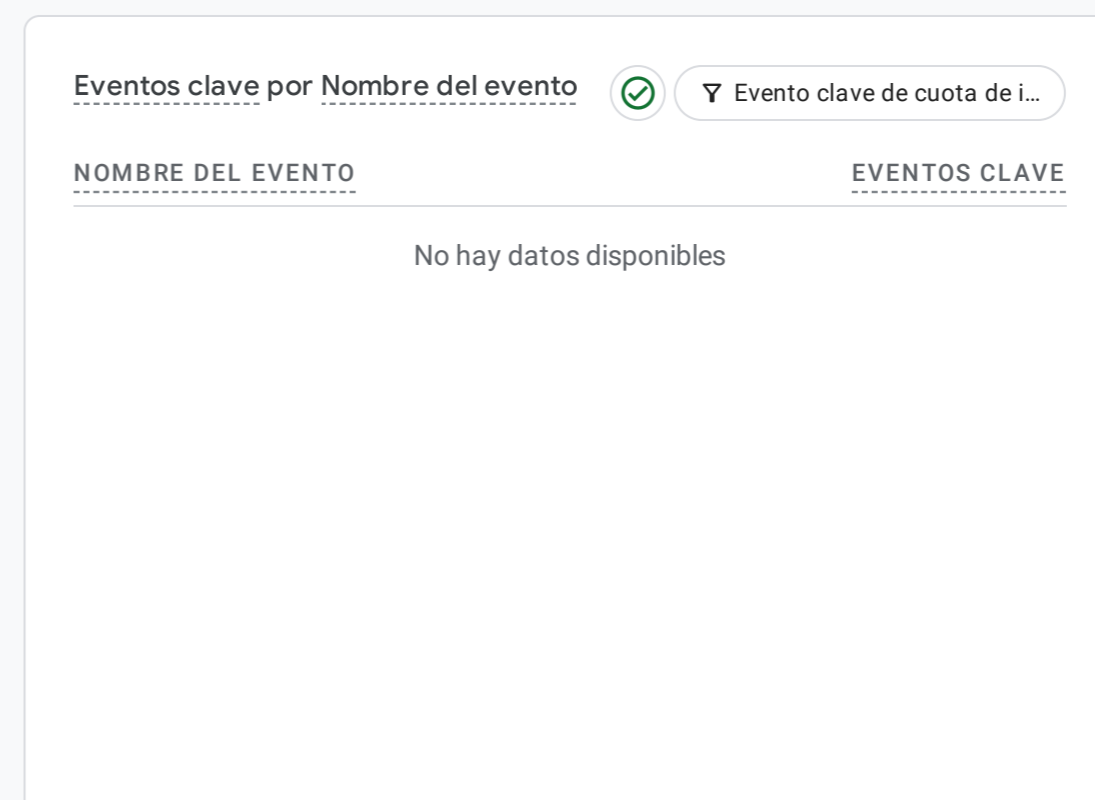 Eventos clave por Nombre del evento
Evento clave de cuota de i…
NOMBRE DEL EVENTO
EVENTOS CLAVE
No hay datos disponibles